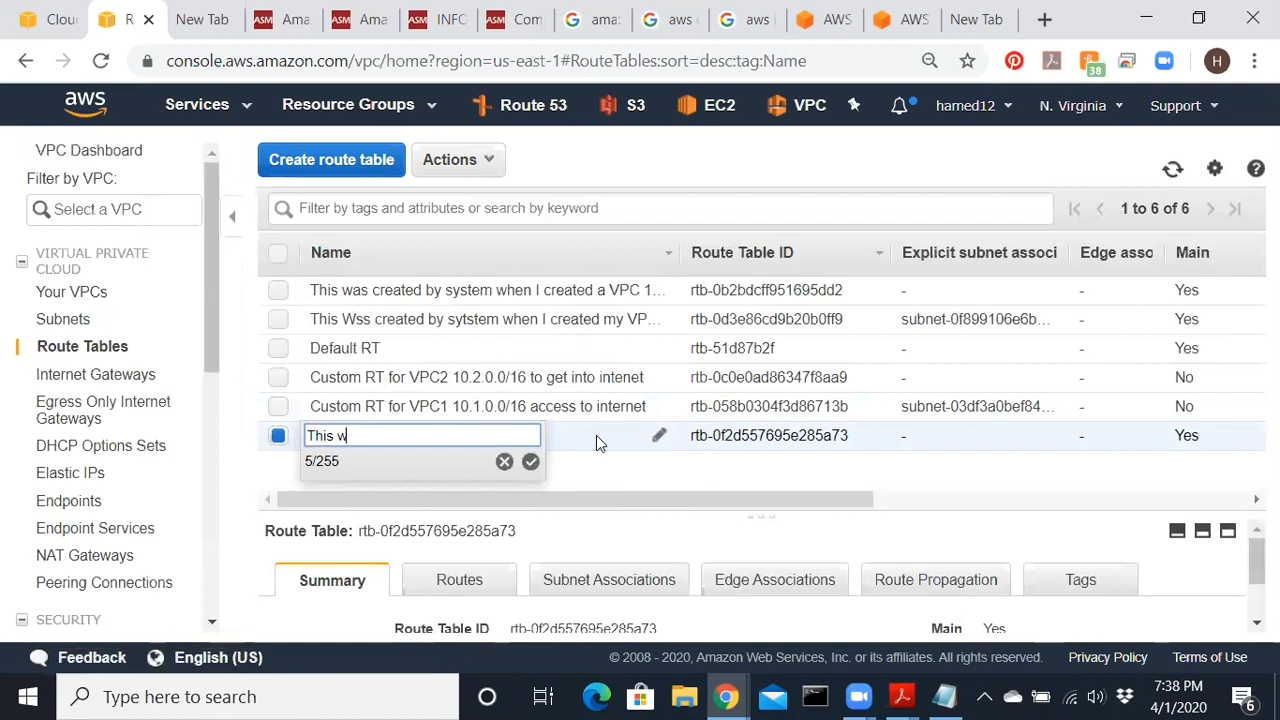 Clou
R
New Tab
ASM Ama
ASM Ama
ASM INFC
ASM Com
amaz
aws c
aws i
AWS
AWS
New Tab
console.aws.amazon.com/vpc/home?region=us-east-1#RouteTables:sort=desc:tag:Name
38
H
aws
Services
Resource Groups
Route 53
S3
EC2
VPC
hamed12
N. Virginia
Support
VPC Dashboard
Filter by VPC:
Select a VPC
VIRTUAL PRIVATE
CLOUD
Your VPCs
Subnets
Route Tables
Internet Gateways
Egress Only Internet
Gateways
DHCP Options Sets
Elastic IPs
Endpoints
Endpoint Services
NAT Gateways
Peering Connections
SECURITY
Create route table
Actions
Filter by tags and attributes or search by keyword
1 to 6 of 6
Name Route Table ID Explicit subnet associ Edge asso Main
This was created by system when I created a VPC 1... rtb-0b2bdcff951695dd2 - - Yes
This Wss created by sytstem when I created my VP... rtb-0d3e86cd9b20b0ff9 subnet-0f899106e6b... - Yes
Default RT rtb-51d87b2f - - Yes
Custom RT for VPC2 10.2.0.0/16 to get into intenet rtb-0c0e0ad86347f8aa9 - - No
Custom RT for VPC1 10.1.0.0/16 access to internet rtb-058b0304f3d86713b subnet-03df3a0bef84... - No
This w rtb-0f2d557695e285a73 - - Yes
5/255
Route Table: rtb-0f2d557695e285a73
Summary
Routes
Subnet Associations
Edge Associations
Route Propagation
Tags
Route Table ID rtb-0f2d557695e285a73 Main Yes
Feedback
English (US)
© 2008 - 2020, Amazon Web Services, Inc. or its affiliates. All rights reserved.
Privacy Policy
Terms of Use
Type here to search
7:38 PM
4/1/2020
6